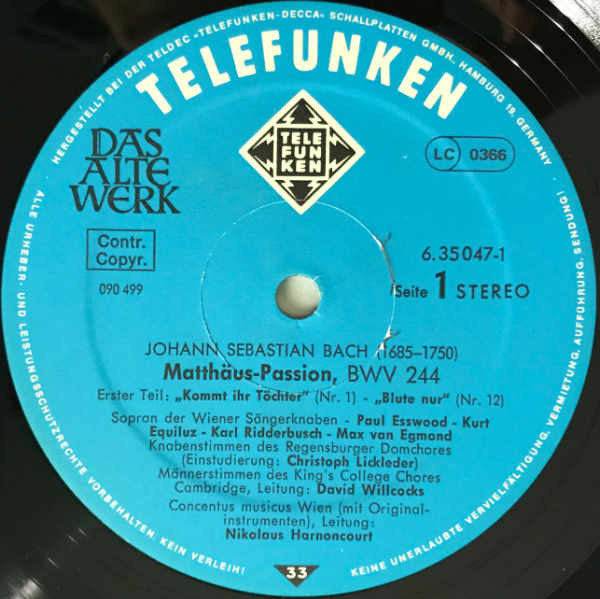 HERGESTELLT BEI DER TELDEC »TELEFUNKEN-DECCA« SCHALLPLATTEN GMBH, HAMBURG 19, GERMANY
TELEFUNKEN
TELE
FUN
KEN
DAS
ALTE
WERK
LC 0366
Contr.
Copyr.
090 499
6.35047-1
Seite 1 STEREO
JOHANN SEBASTIAN BACH (1685–1750)
Matthäus-Passion, BWV 244
Erster Teil: „Kommt ihr Töchter" (Nr. 1) - „Blute nur" (Nr. 12)
Sopran der Wiener Sängerknaben - Paul Esswood - Kurt
Equiluz - Karl Ridderbusch - Max van Egmond
Knabenstimmen des Regensburger Domchores
(Einstudierung: Christoph Lickleder)
Männerstimmen des King's College Chores
Cambridge, Leitung: David Willcocks
Concentus musicus Wien (mit Original-
instrumenten), Leitung:
Nikolaus Harnoncourt
33
ALLE URHEBER- UND LEISTUNGSSCHUTZRECHTE VORBEHALTEN. KEIN VERLEIH!
KEINE UNERLAUBTE VERVIELFÄLTIGUNG, VERMIETUNG, AUFFÜHRUNG, SENDUNG!